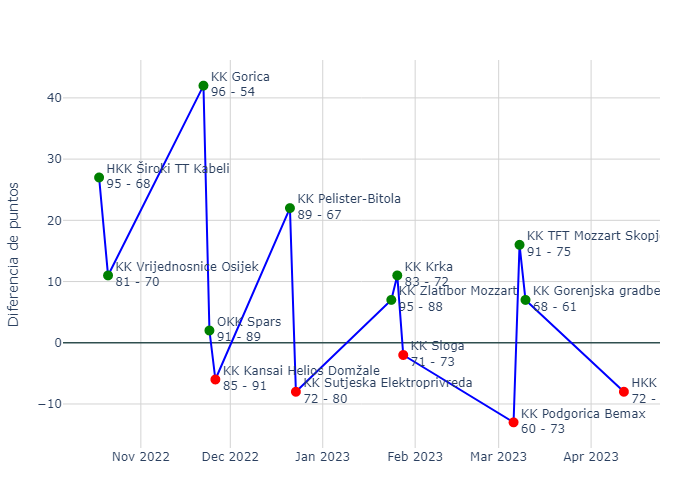 KK Gorica
96 - 54
HKK Široki TT Kabeli
95 - 68
KK Pelister-Bitola
89 - 67
KK TFT Mozzart Skopj
91 - 75
KK Vrijednosnice Osijek
81 - 70
KK Krka
83 - 72
KK Zlatibor Mozzart
95 - 88
KK Gorenjska gradbe
68 - 61
OKK Spars
91 - 89
KK Sloga
71 - 73
KK Kansai Helios Domžale
85 - 91
KK Sutjeska Elektroprivreda
72 - 80
HKK
72 -
KK Podgorica Bemax
60 - 73
40
30
20
10
0
−10
Diferencia de puntos
Nov 2022
Dec 2022
Jan 2023
Feb 2023
Mar 2023
Apr 2023